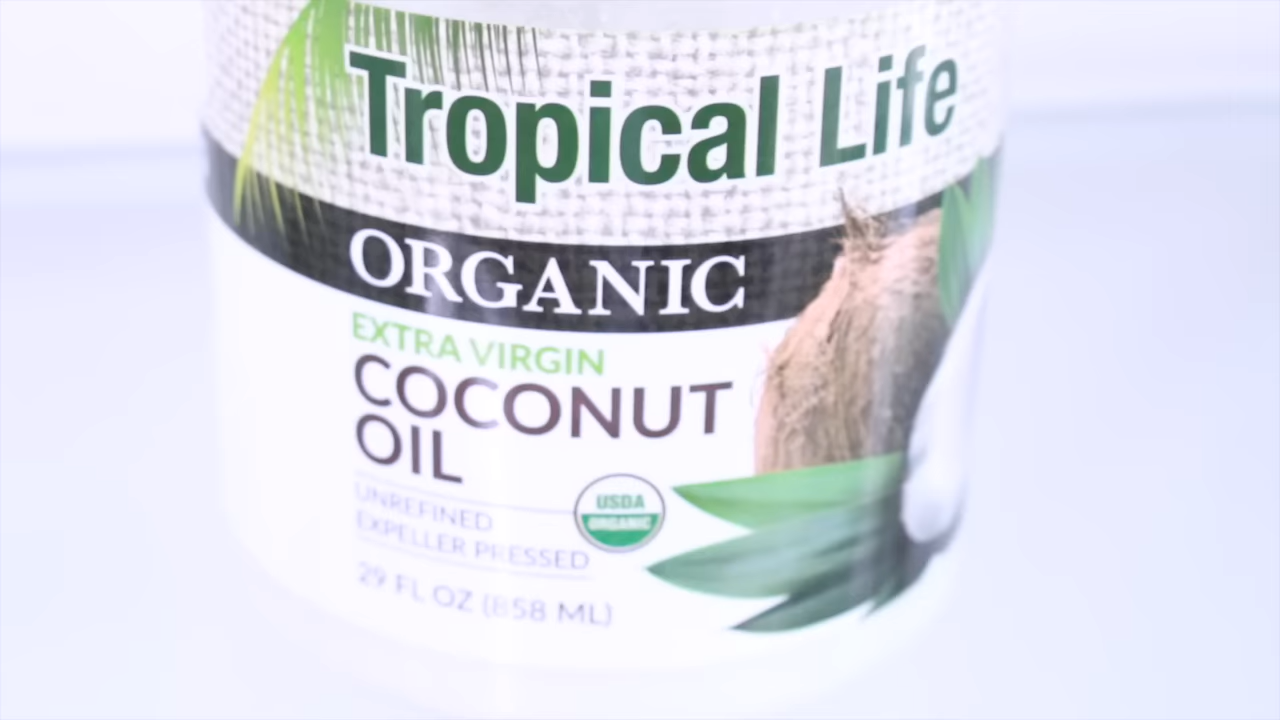 Tropical Life
ORGANIC
EXTRA VIRGIN
COCONUT
OIL
USDA
ORGANIC
UNREFINED
EXPELLER PRESSED
29 FL OZ (858 ML)